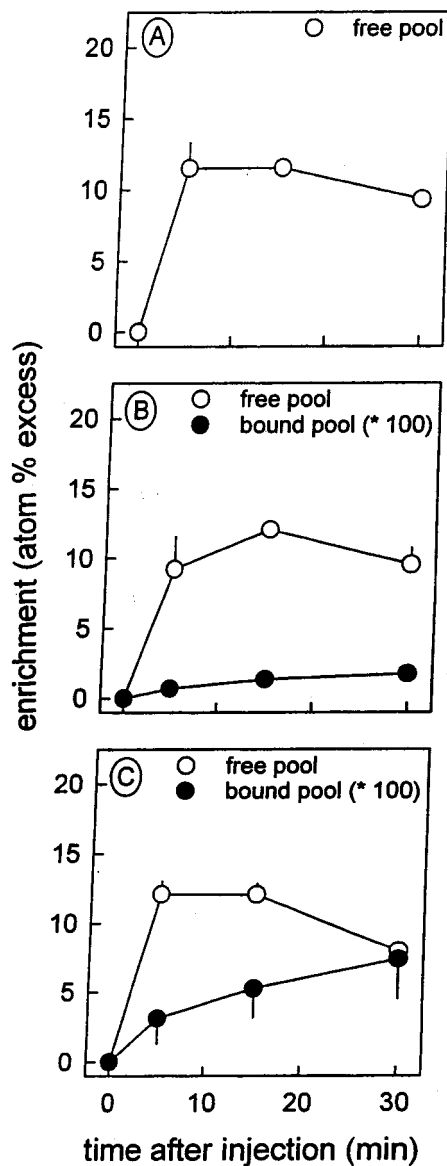 A
free pool
20
15
10
5
0
B
free pool
bound pool (* 100)
20
15
10
5
0
C
free pool
bound pool (* 100)
20
15
10
5
0
0 10 20 30
time after injection (min)
enrichment (atom % excess)